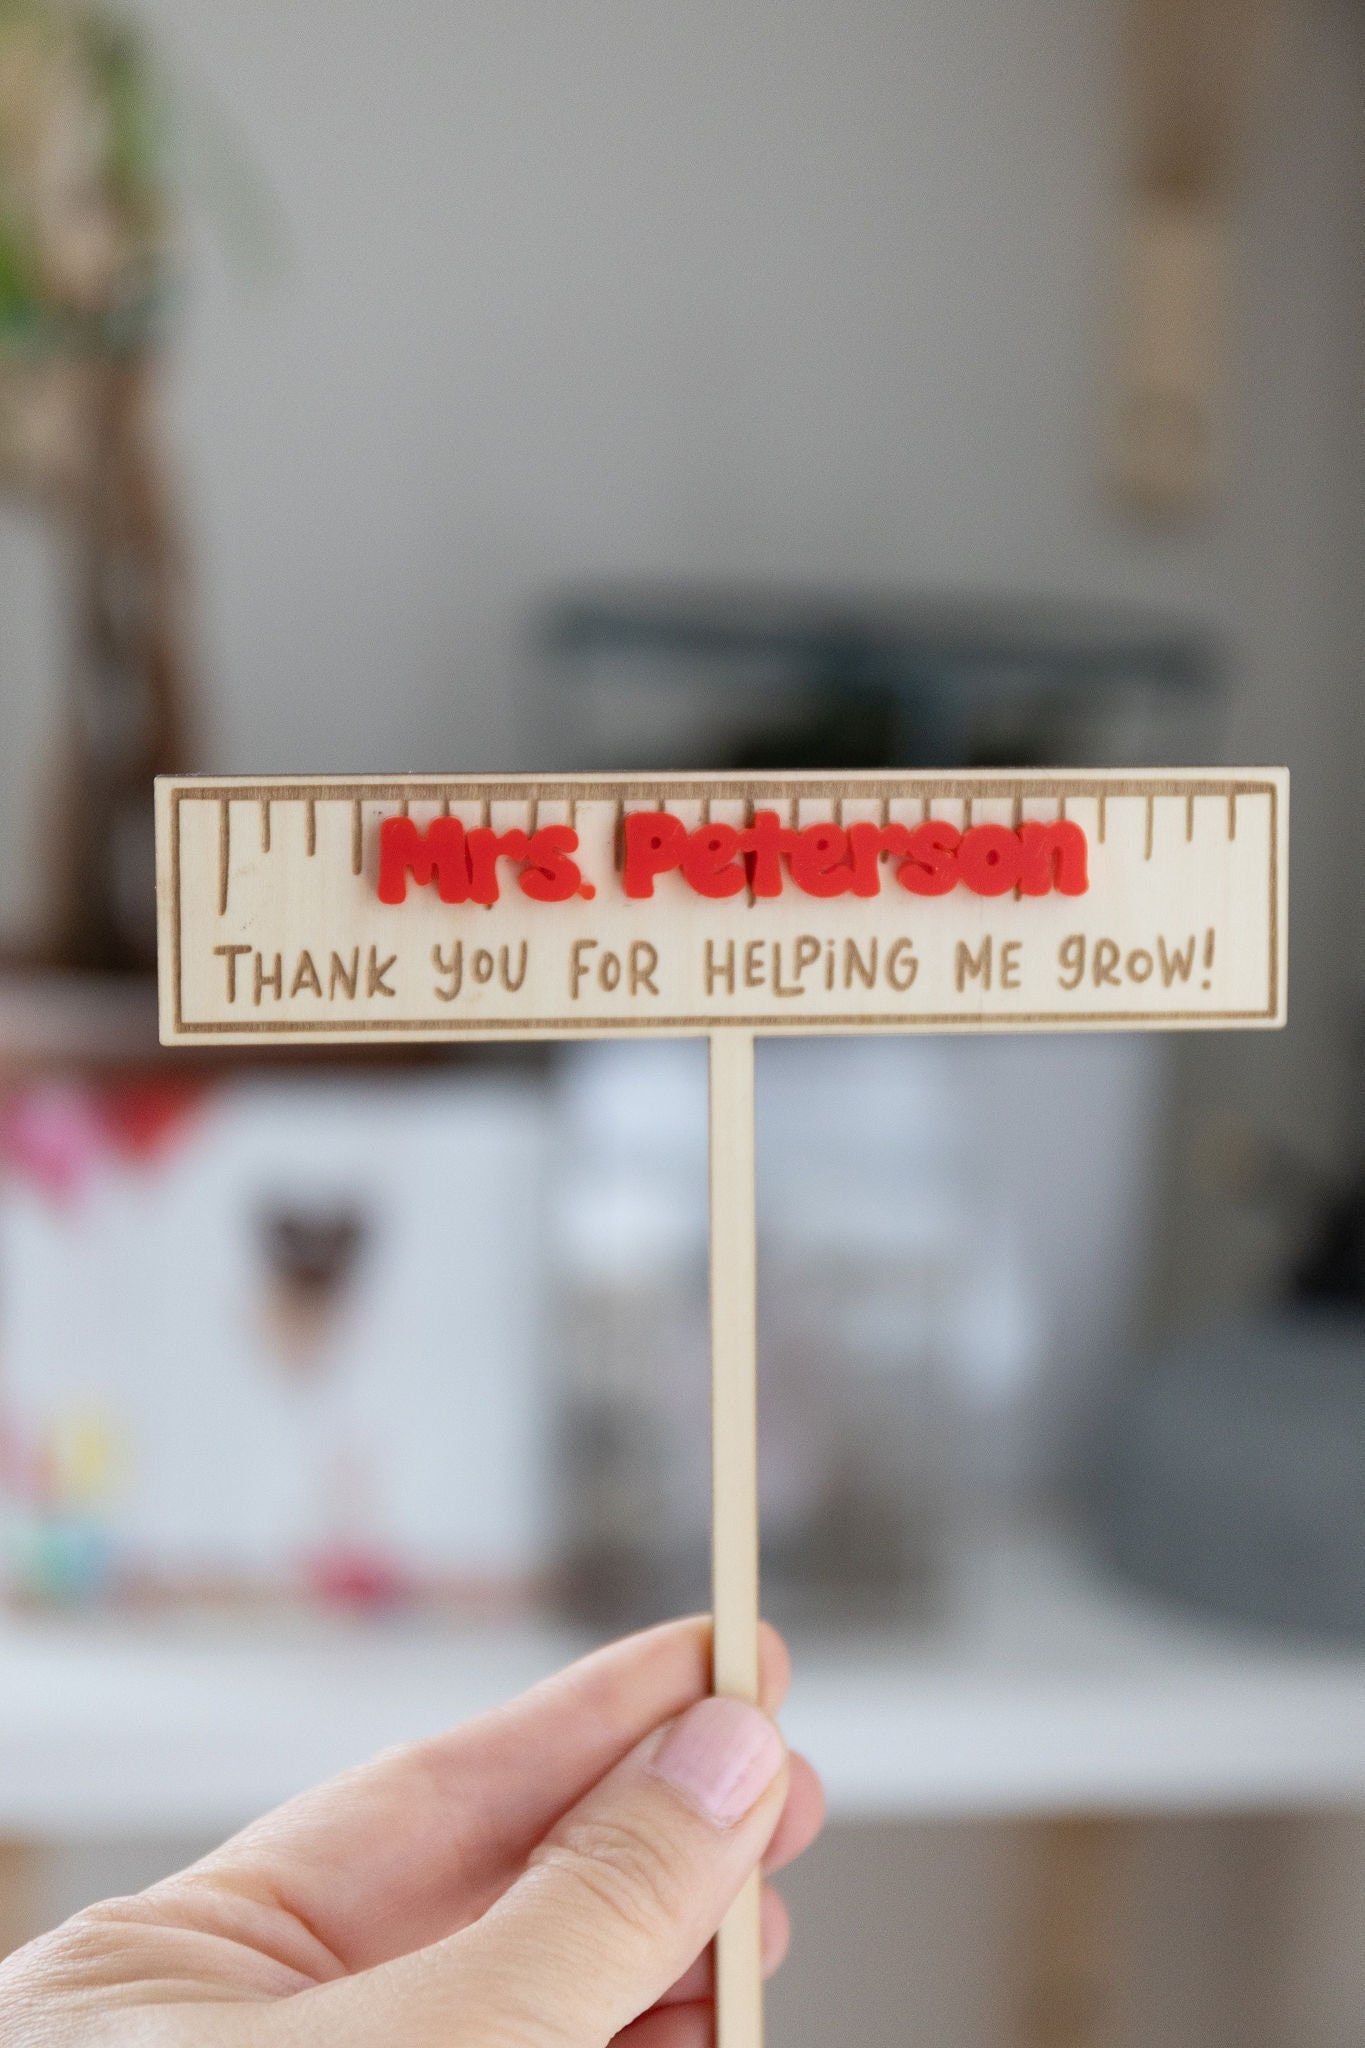 Mrs. Peterson
THANK YOU FOR HELPING ME GROW!